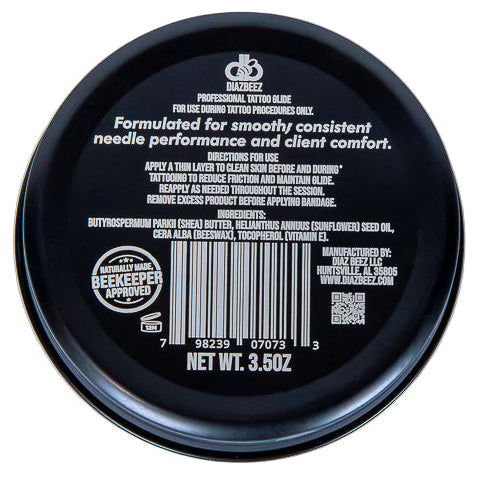 DIAZBEEZ
PROFESSIONAL TATTOO GLIDE
FOR USE DURING TATTOO PROCEDURES ONLY.
Formulated for smooth, consistent
needle performance and client comfort.
DIRECTIONS FOR USE
APPLY A THIN LAYER TO CLEAN SKIN BEFORE AND DURING*
TATTOOING TO REDUCE FRICTION AND MAINTAIN GLIDE.
REAPPLY AS NEEDED THROUGHOUT THE SESSION.
REMOVE EXCESS PRODUCT BEFORE APPLYING BANDAGE.
INGREDIENTS:
BUTYROSPERMUM PARKII (SHEA) BUTTER, HELIANTHUS ANNUUS (SUNFLOWER) SEED OIL,
CERA ALBA (BEESWAX), TOCOPHEROL (VITAMIN E).
NATURALLY MADE,
BEEKEEPER
APPROVED
MANUFACTURED BY:
DIAZ BEEZ LLC
HUNTSVILLE, AL 35805
WWW.DIAZBEEZ.COM
12M
7 98239 07073 3
NET WT. 3.5OZ